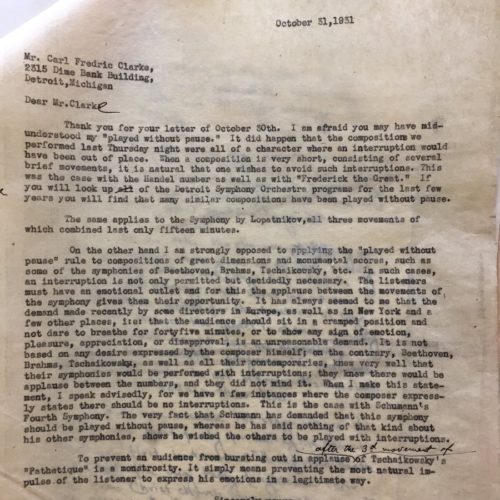 October 31,1931
Mr. Carl Fredric Clarke,
2315 Dime Bank Building,
Detroit,Michigan
Dear Mr.Clarke
Thank you for your letter of October 30th. I am afraid you may have mis-
understood my "played without pause." It did happen that the compositions we
performed last Thursday night were all of a character where an interruption would
have been out of place. When a composition is very short, consisting of several
brief movements, it is natural that one wishes to avoid such interruptions. This
was the case with the Handel number as well as with "Frederick the Great." If
you will look up of the Detroit Symphony Orchestra programs for the last few
years you will find that many similar compositions have been played without pause.
The same applies to the Symphony by Lopatnikov,all three movements of
which combined last only fifteen minutes.
On the other hand I am strongly opposed to applying the "played without
pause" rule to compositions of great dimensions and monumental scores, such as
some of the symphonies of Beethoven, Brehms, Tschaikowsky, etc. In such cases,
an interruption is not only permitted but decidedly necessary. The listeners
must have an emotional outlet and for this the applause between the movements of
the symphony gives them their opportunity. It has always seemed to me that the
demand made recently by some directors in Europe, as well as in New York and a
few other places, i:e: that the audience should sit in a cramped position and
not dare to breathe for fortyfive minutes, or to show any sign of emotion,
pleasure, appreciation, or disapproval, is an unreasonable demand. It is not
based on any desire expressed by the composer himself; on the contrary, Beethoven,
Brehms, Tschaikowsky, as well as all their contemporaries, knew very well that
their symphonies would be performed with interruptions; they knew there would be
applause between the numbers, and they did not mind it. When I make this state-
ment, I speak advisedly, for we have a few instances where the composer express-
ly states there should be no interruptions. This is the case with Schumann's
Fourth Symphony. The very fact that Schumann has demanded that this symphony
should be played without pause, whereas he has said nothing of that kind about
his other symphonies, shows he wished the others to be played with interruptions.
after the 3d movement of
To prevent an audience from bursting out in applause Tschaikowsky's
"Pathetique" is a monstrosity. It simply means preventing the most natural im-
pulse of the listener to express his emotions in a legitimate way.